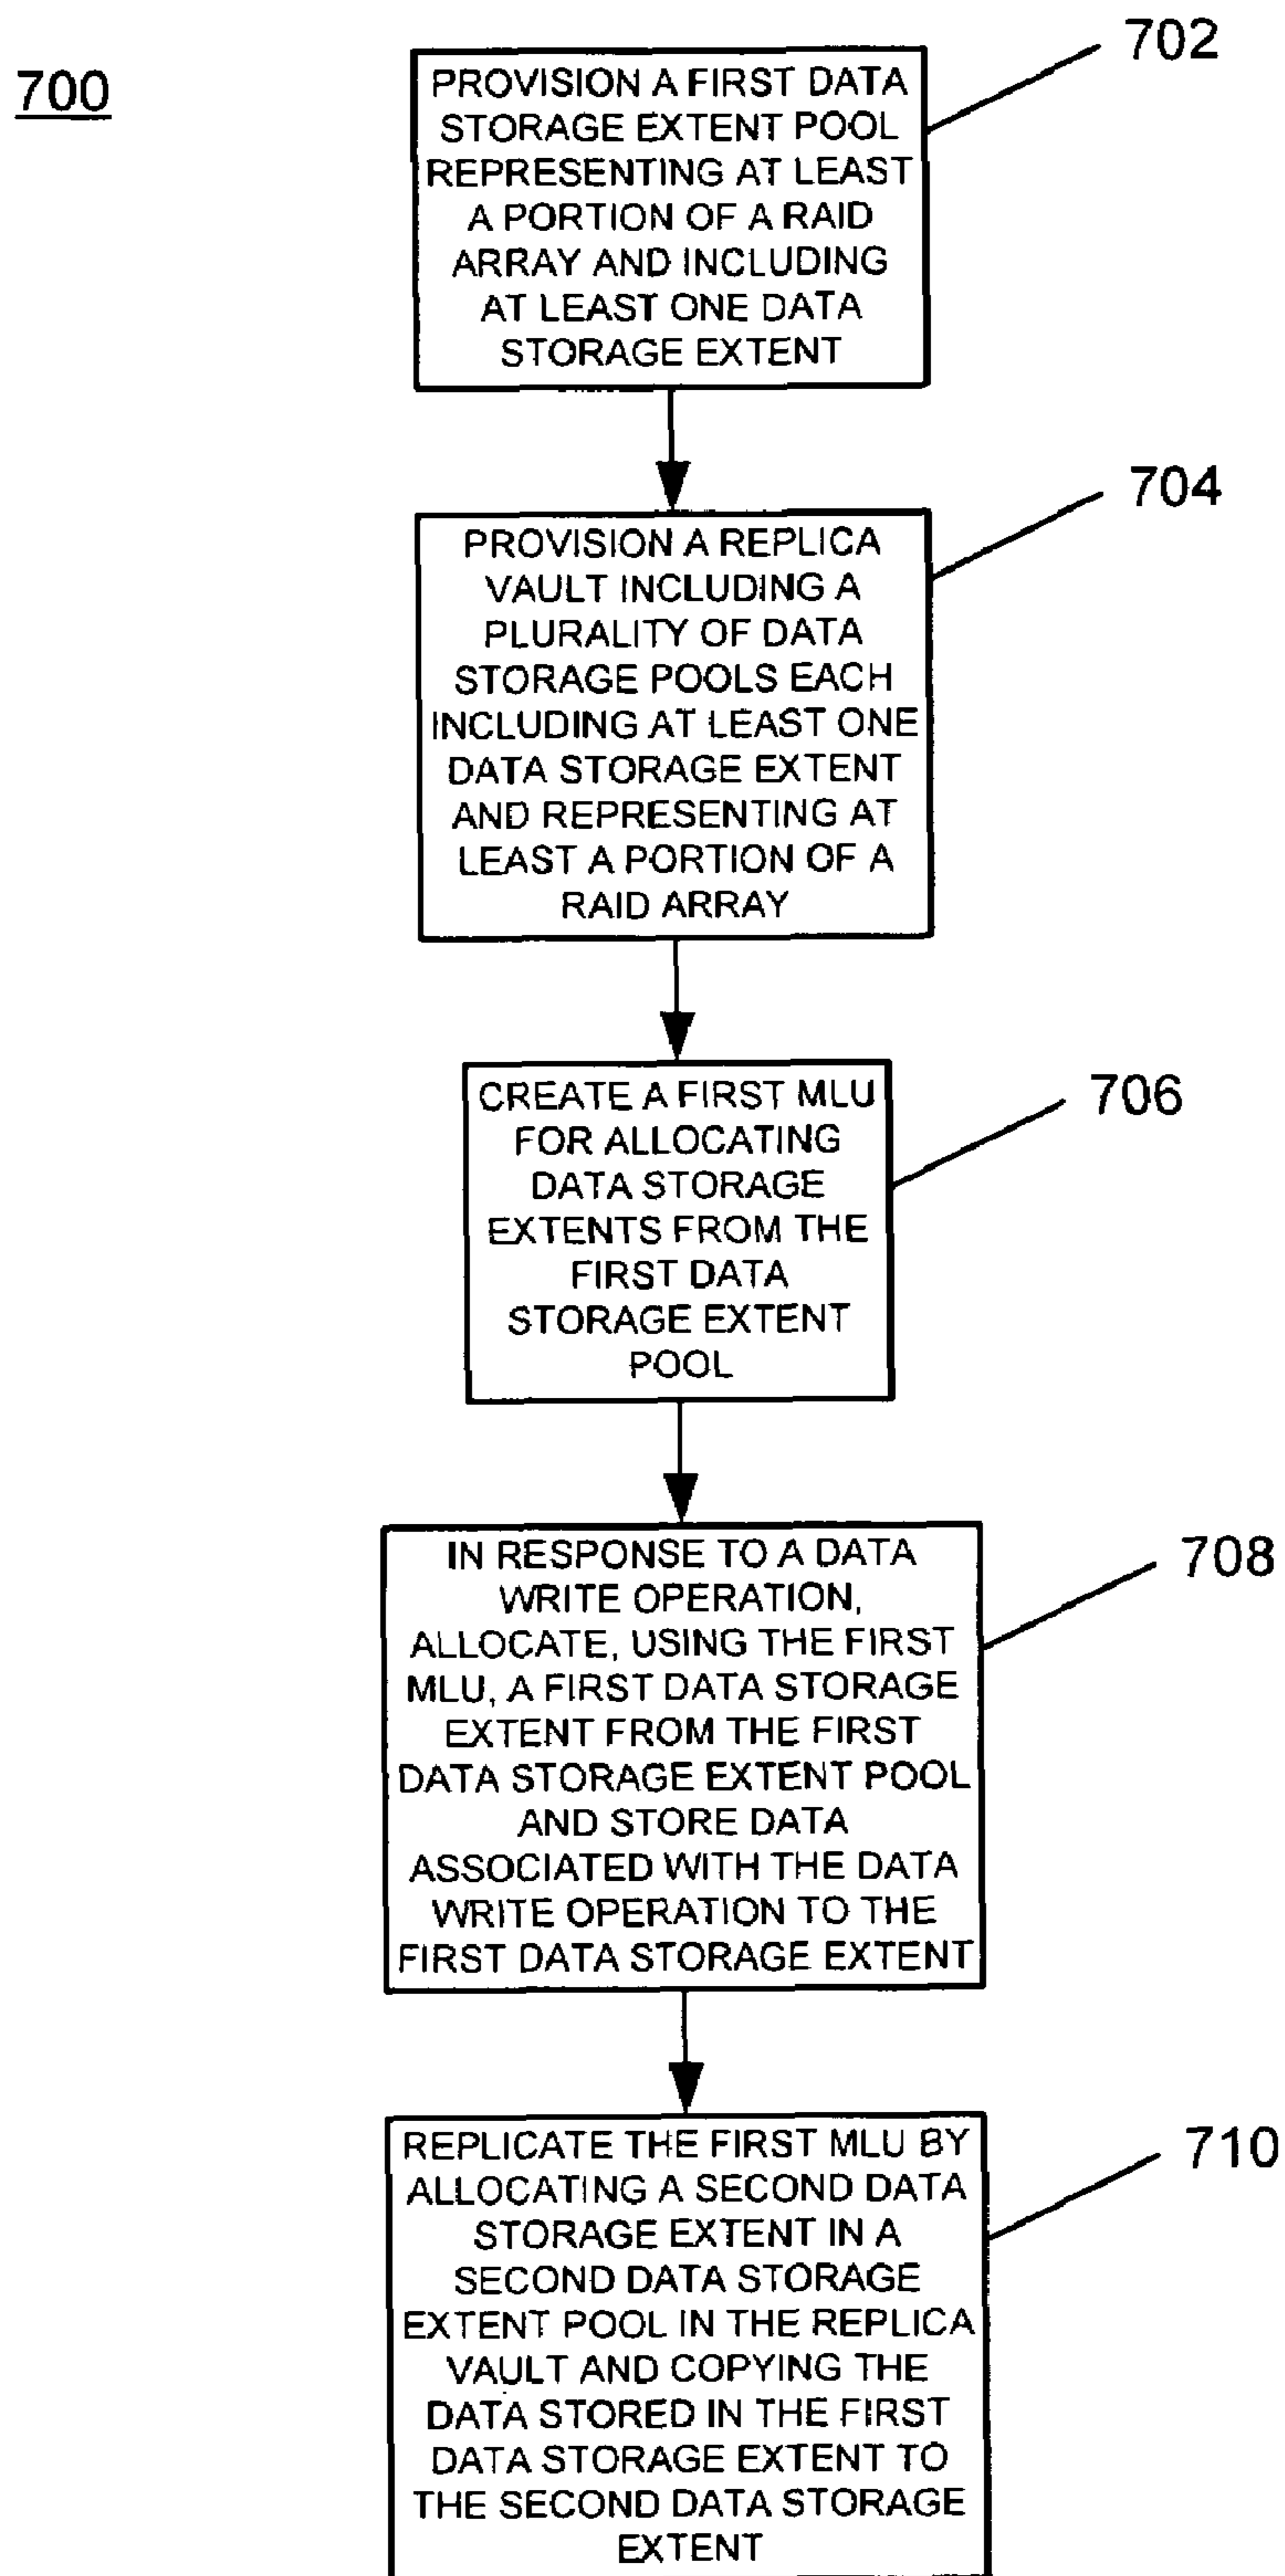 700
702
PROVISION A FIRST DATA
STORAGE EXTENT POOL
REPRESENTING AT LEAST
A PORTION OF A RAID
ARRAY AND INCLUDING
AT LEAST ONE DATA
STORAGE EXTENT
704
PROVISION A REPLICA
VAULT INCLUDING A
PLURALITY OF DATA
STORAGE POOLS EACH
INCLUDING AT LEAST ONE
DATA STORAGE EXTENT
AND REPRESENTING AT
LEAST A PORTION OF A
RAID ARRAY
706
CREATE A FIRST MLU
FOR ALLOCATING
DATA STORAGE
EXTENTS FROM THE
FIRST DATA
STORAGE EXTENT
POOL
708
IN RESPONSE TO A DATA
WRITE OPERATION,
ALLOCATE, USING THE FIRST
MLU, A FIRST DATA STORAGE
EXTENT FROM THE FIRST
DATA STORAGE EXTENT POOL
AND STORE DATA
ASSOCIATED WITH THE DATA
WRITE OPERATION TO THE
FIRST DATA STORAGE EXTENT
710
REPLICATE THE FIRST MLU BY
ALLOCATING A SECOND DATA
STORAGE EXTENT IN A
SECOND DATA STORAGE
EXTENT POOL IN THE REPLICA
VAULT AND COPYING THE
DATA STORED IN THE FIRST
DATA STORAGE EXTENT TO
THE SECOND DATA STORAGE
EXTENT